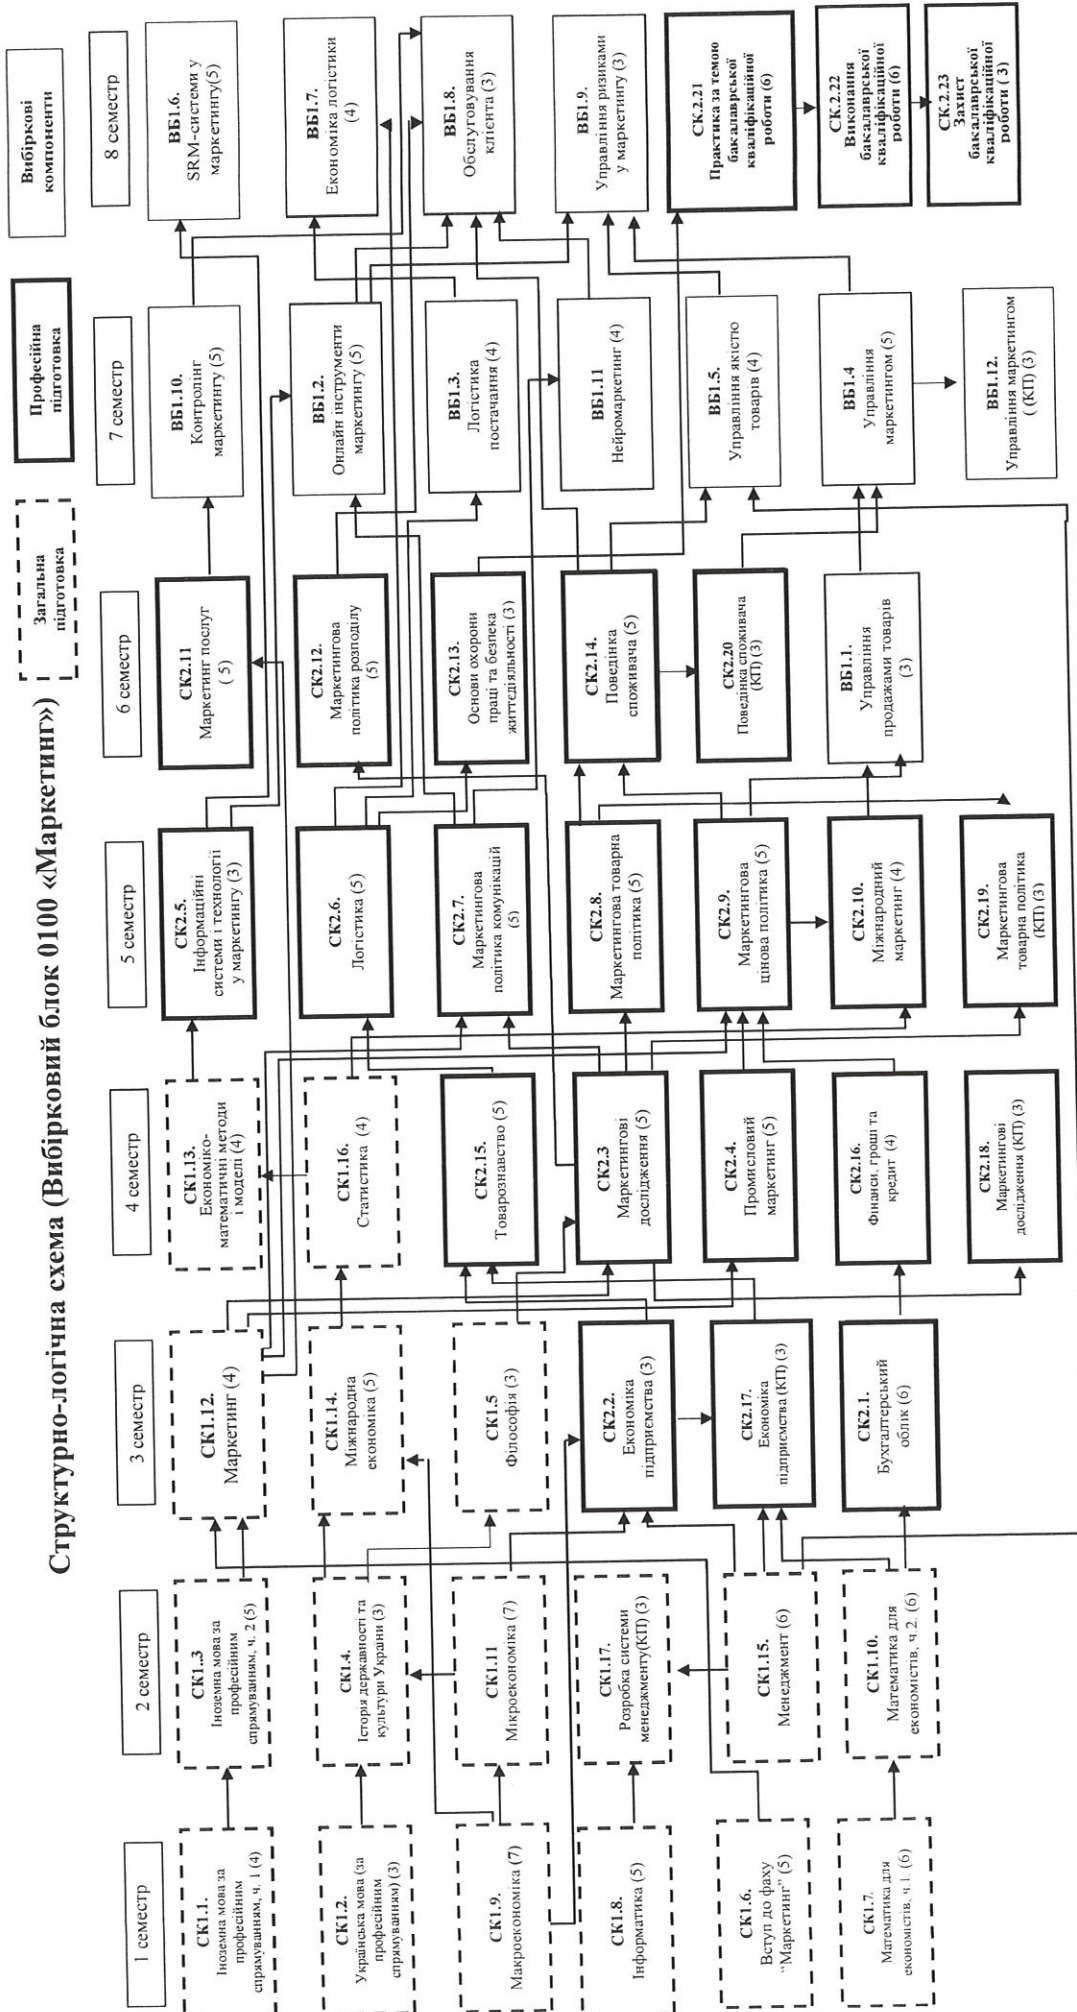 Структурно-логічна схема (Вибірковий блок 0100 «Маркетинг»)
Загальна
підготовка
Професійна
підготовка
Вибіркові
компоненти
1 семестр
2 семестр
3 семестр
4 семестр
5 семестр
6 семестр
7 семестр
8 семестр
СК1.1.
Іноземна мова за
професійним
спрямуванням, ч. 1 (4)
СК1.2.
Українська мова (за
професійним
спрямуванням) (3)
СК1.9.
Макроекономіка (7)
СК1.8.
Інформатика (5)
СК1.6.
Вступ до фаху
“Маркетинг” (5)
СК1.7.
Математика для
економістів, ч.1. (6)
СК1..3
Іноземна мова за
професійним
спрямуванням, ч. 2 (5)
СК1.4.
Історія державності та
культури України (3)
СК1.11
Мікроекономіка (7)
СК1.17.
Розробка системи
менеджменту(КП) (3)
СК1.15.
Менеджмент (6)
СК1.10.
Математика для
економістів, ч.2. (6)
СК1.12.
Маркетинг (4)
СК1.14.
Міжнародна
економіка (5)
СК1.5
Філософія (3)
СК2.2.
Економіка
підприємства (3)
СК2.17.
Економіка
підприємства (КП) (3)
СК2.1.
Бухгалтерський
облік (6)
СК1.13.
Економіко-
математичні методи
і моделі (4)
СК1.16.
Статистика (4)
СК2.15.
Товарознавство (5)
СК2.3
Маркетингові
дослідження (5)
СК2.4.
Промисловий
маркетинг (5)
СК2.16.
Фінанси, гроші та
кредит (4)
СК2.18.
Маркетингові
дослідження (КП) (3)
СК2.5.
Інформаційні
системи і технології
у маркетингу (3)
СК2.6.
Логістика (5)
СК2.7.
Маркетингова
політика комунікацій
(5)
СК2.8.
Маркетингова товарна
політика (5)
СК2.9.
Маркетингова
цінова політика (5)
СК2.10.
Міжнародний
маркетинг (4)
СК2.19.
Маркетингова
товарна політика
(КП) (3)
СК2.11
Маркетинг послуг
( 5)
СК2.12.
Маркетингова
політика розподілу
(5)
СК2.13.
Основи охорони
праці та безпека
життєдіяльності (3)
СК2.14.
Поведінка
споживача (5)
СК2.20
Поведінка споживача
(КП) (3)
ВБ1.1.
Управління
продажами товарів
(3)
ВБ1.10.
Контролінг
маркетингу (5)
ВБ1.2.
Онлайн інструменти
маркетингу (5)
ВБ1.3.
Логістика
постачання (4)
ВБ1.11
Нейромаркетинг (4)
ВБ1.5.
Управління якістю
товарів (4)
ВБ1.4
Управління
маркетингом (5)
ВБ1.12.
Управління маркетингом
( (КП) (3)
ВБ1.6.
SRM-системи у
маркетингу(5)
ВБ1.7.
Економіка логістики
(4)
ВБ1.8.
Обслуговування
клієнта (3)
ВБ1.9.
Управління ризиками
у маркетингу (3)
СК.2.21
Практика за темою
бакалаврської
кваліфікаційної
роботи (6)
СК.2.22
Виконання
бакалаврської
кваліфікаційної
роботи (6)
СК.2.23
Захист
бакалаврської
кваліфікаційної
роботи ( 3)